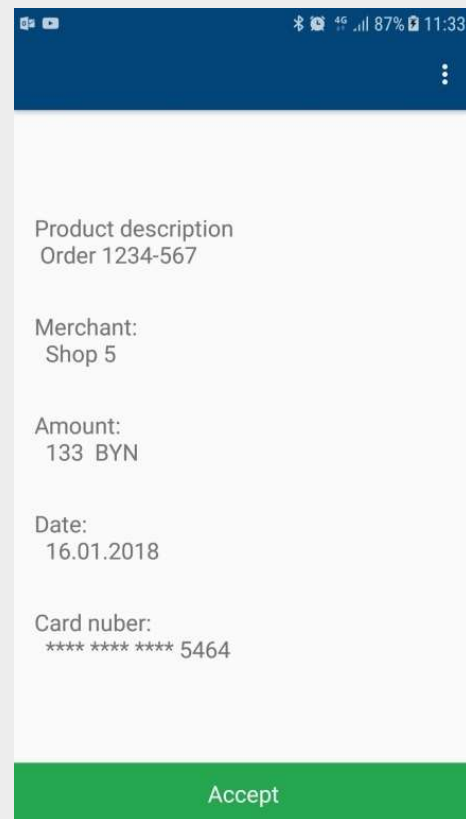 4G 87% 11:33
Product description
Order 1234-567
Merchant:
Shop 5
Amount:
133 BYN
Date:
16.01.2018
Card nuber:
**** **** **** 5464
Accept